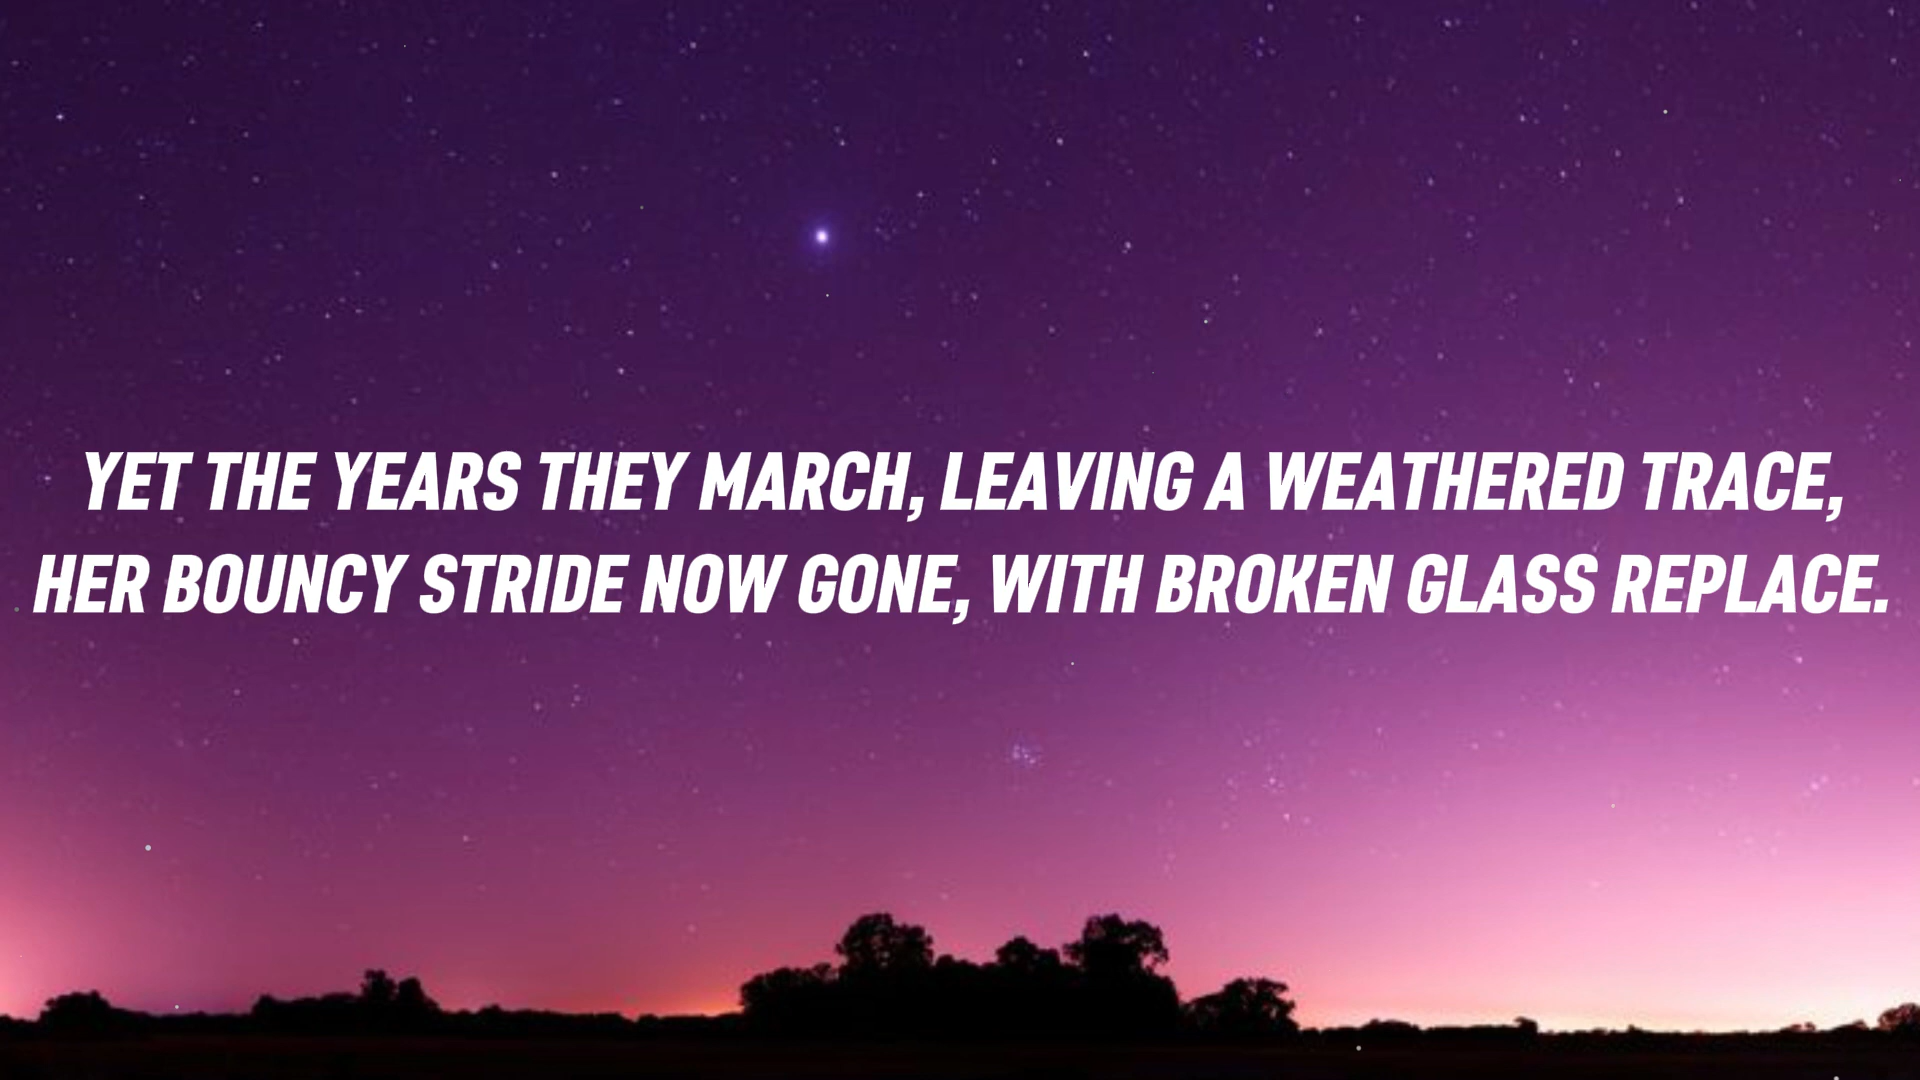 YET THE YEARS THEY MARCH, LEAVING A WEATHERED TRACE,
HER BOUNCY STRIDE NOW GONE, WITH BROKEN GLASS REPLACE.